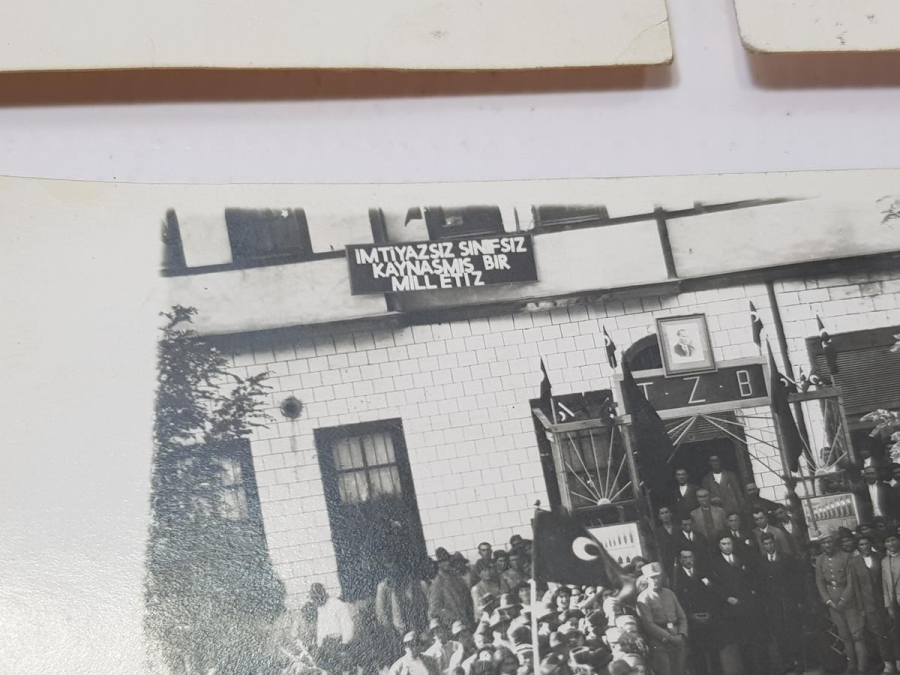 IMTIYAZSIZ SINIFSIZ
KAYNAŞMIŞ BIR
MILLETIZ
T.Z.B